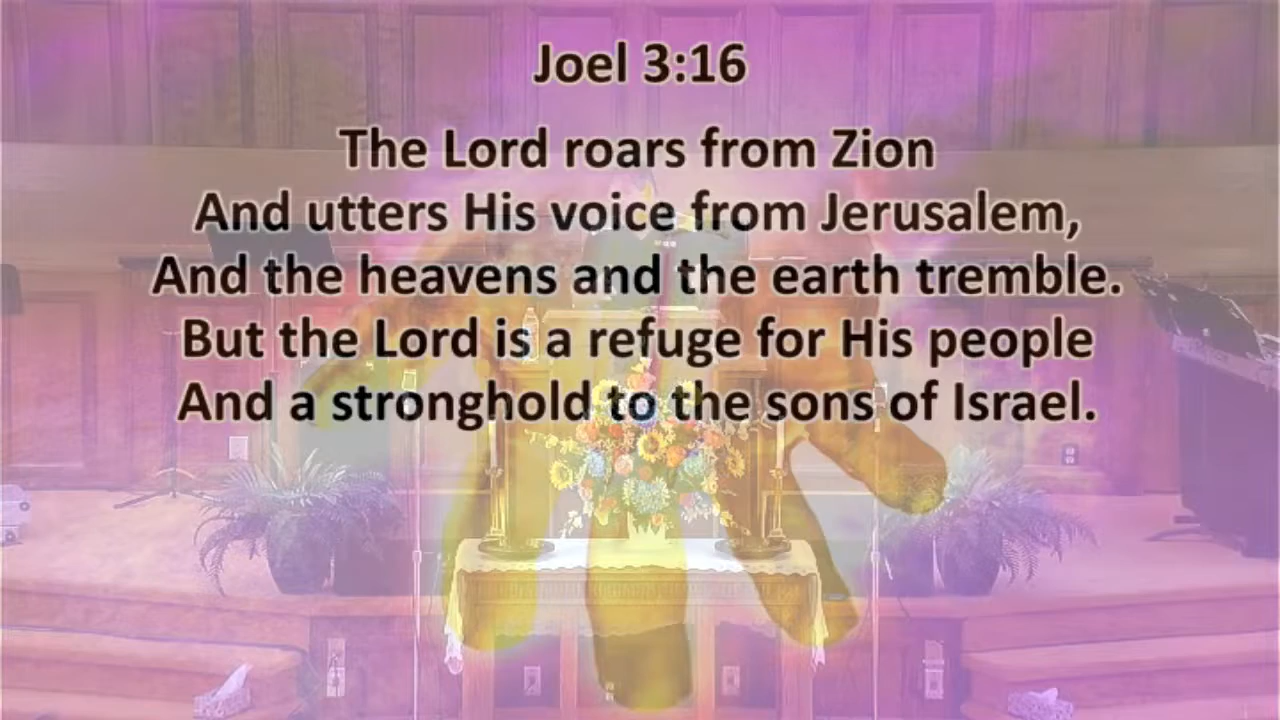 Joel 3:16
The Lord roars from Zion
And utters His voice from Jerusalem,
And the heavens and the earth tremble.
But the Lord is a refuge for His people
And a stronghold to the sons of Israel.